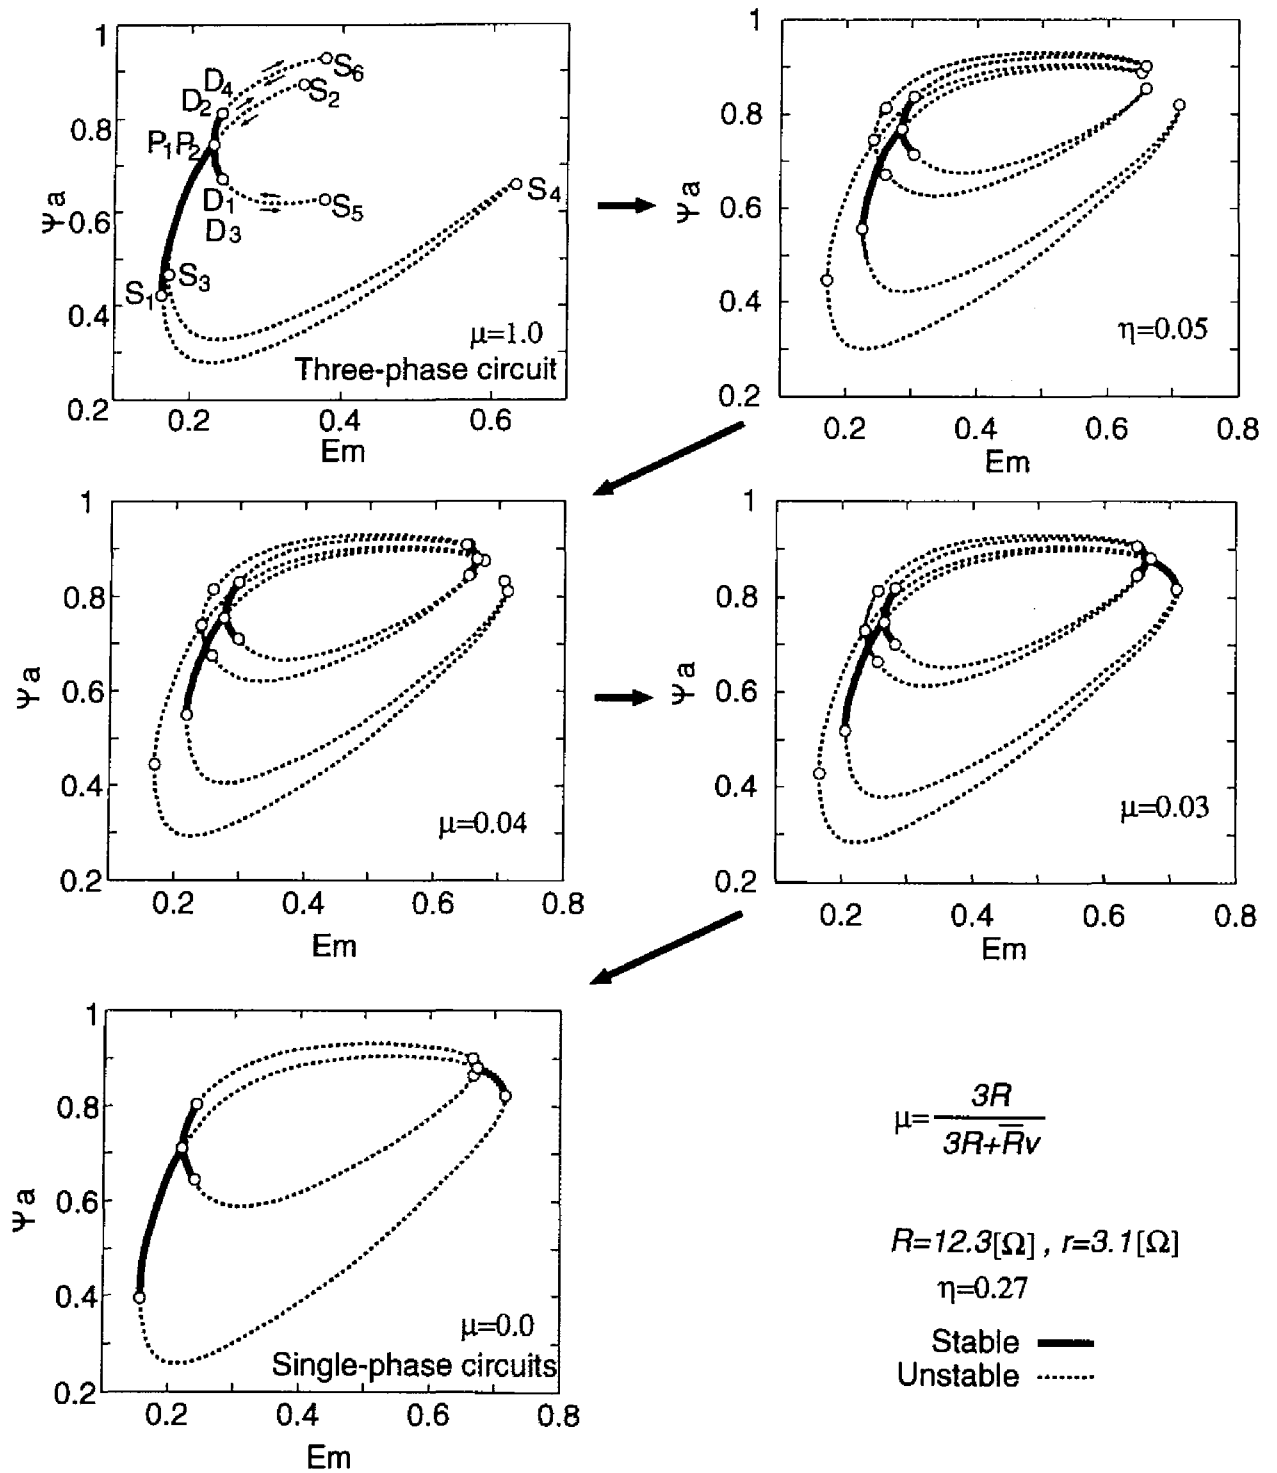 1
0.8
Ψa
0.6
0.4
0.2
0.2
0.4
0.6
Em
S6
D4
D2
S2
P1P2
D1
S5
D3
S4
S3
S1
μ=1.0
Three-phase circuit
1
0.8
Ψa
0.6
0.4
0.2
0.2
0.4
0.6
0.8
Em
η=0.05
1
0.8
Ψa
0.6
0.4
0.2
0.2
0.4
0.6
0.8
Em
μ=0.04
1
0.8
Ψa
0.6
0.4
0.2
0.2
0.4
0.6
0.8
Em
μ=0.03
1
0.8
Ψa
0.6
0.4
0.2
0.2
0.4
0.6
0.8
Em
μ=0.0
Single-phase circuits
μ= 3R / 3R+R̅v
R=12.3[Ω] , r=3.1[Ω]
η=0.27
Stable
Unstable